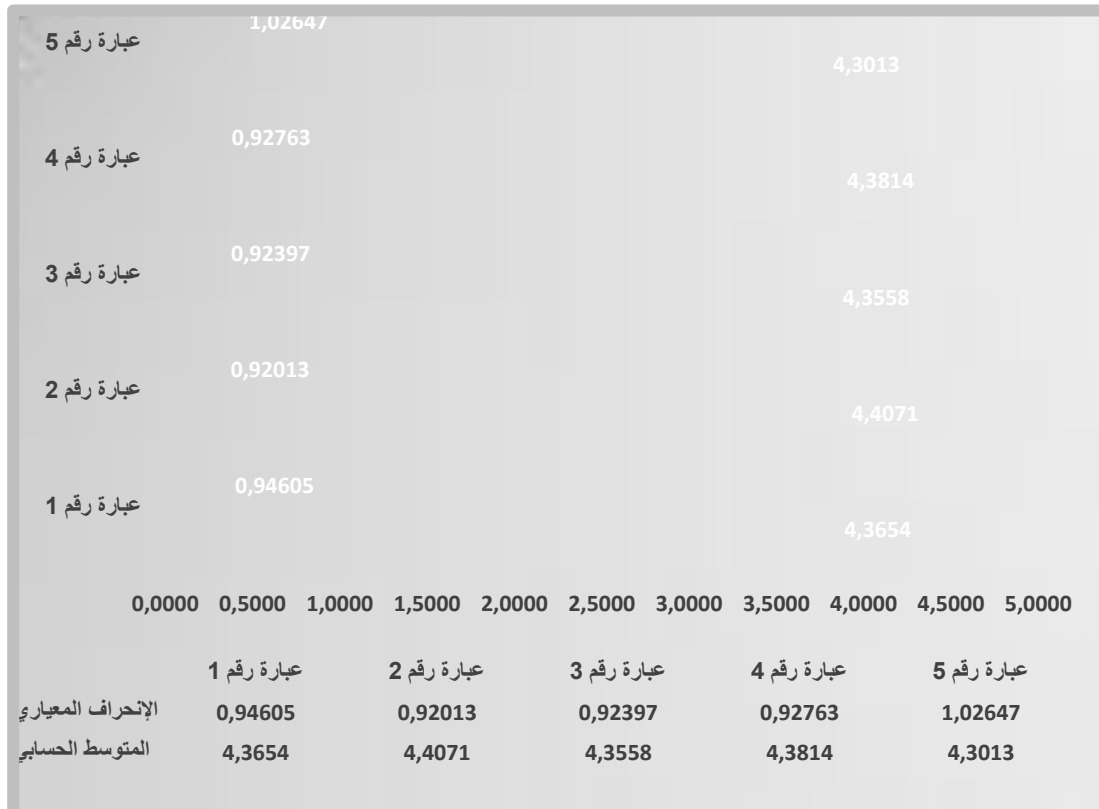 1,02647
عبارة رقم 5
4,3013
0,92763
عبارة رقم 4
4,3814
0,92397
عبارة رقم 3
4,3558
0,92013
عبارة رقم 2
4,4071
0,94605
عبارة رقم 1
4,3654
0,0000 0,5000 1,0000 1,5000 2,0000 2,5000 3,0000 3,5000 4,0000 4,5000 5,0000
عبارة رقم 1 عبارة رقم 2 عبارة رقم 3 عبارة رقم 4 عبارة رقم 5
الإنحراف المعياري 0,94605 0,92013 0,92397 0,92763 1,02647
المتوسط الحسابي 4,3654 4,4071 4,3558 4,3814 4,3013